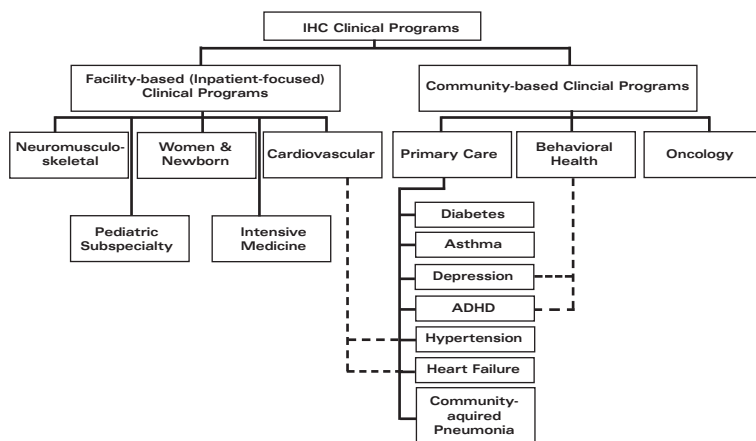 IHC Clinical Programs
Facility-based (Inpatient-focused)
Clinical Programs
Community-based Clincial Programs
Neuromusculo-
skeletal
Women &
Newborn
Cardiovascular
Primary Care
Behavioral
Health
Oncology
Pediatric
Subspecialty
Intensive
Medicine
Diabetes
Asthma
Depression
ADHD
Hypertension
Heart Failure
Community-
aquired
Pneumonia